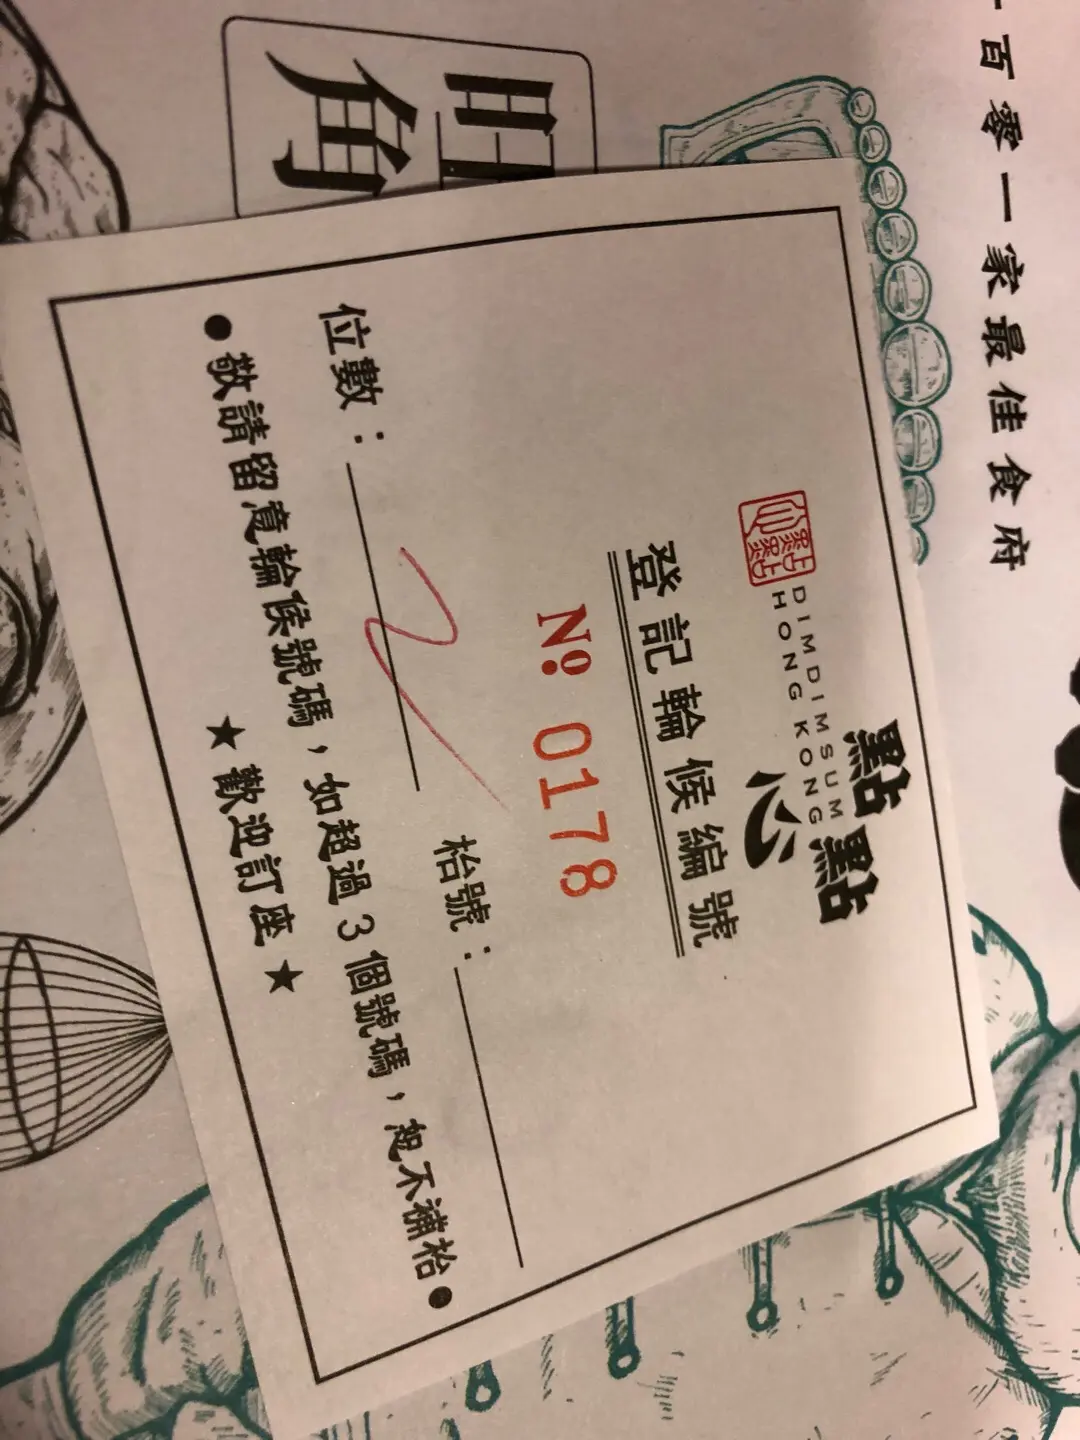 一百零一家最佳食府
旺角
點點心
DIMDIMSUM
HONG KONG
登記輪候編號
Nº 0178
位數： 2 枱號：
●敬請留意輪候號碼，如超過3個號碼，恕不補枱●
★歡迎訂座★